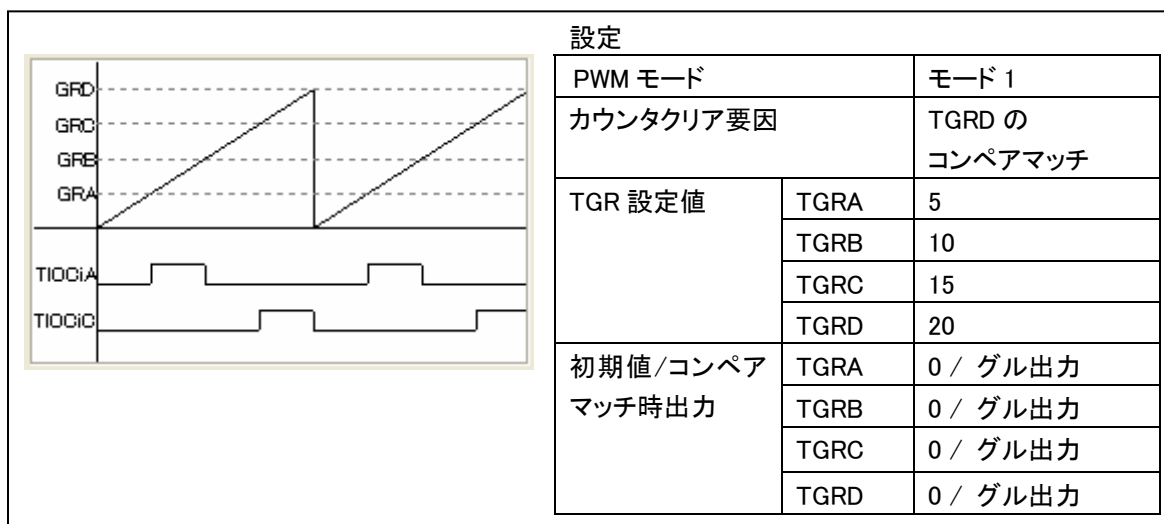 設定
GRD
GRC
GRB
GRA
TIOCiA
TIOCiC
PWM モード モード 1
カウンタクリア要因 TGRD の
コンペアマッチ
TGR 設定値 TGRA 5
TGRB 10
TGRC 15
TGRD 20
初期値/コンペア TGRA 0 / グル出力
マッチ時出力 TGRB 0 / グル出力
TGRC 0 / グル出力
TGRD 0 / グル出力